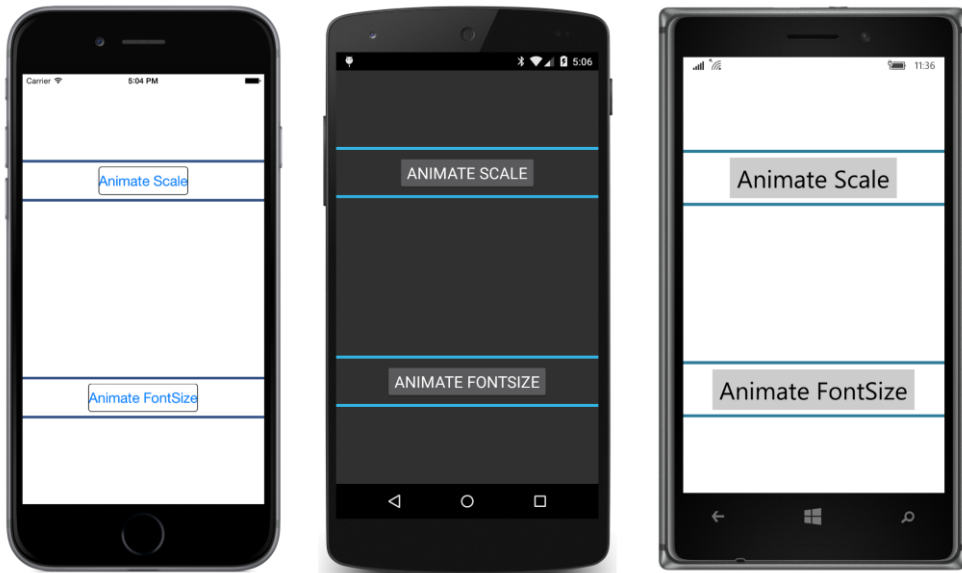 Carrier 5:04 PM
Animate Scale
Animate FontSize
5:06
ANIMATE SCALE
ANIMATE FONTSIZE
11:36
Animate Scale
Animate FontSize